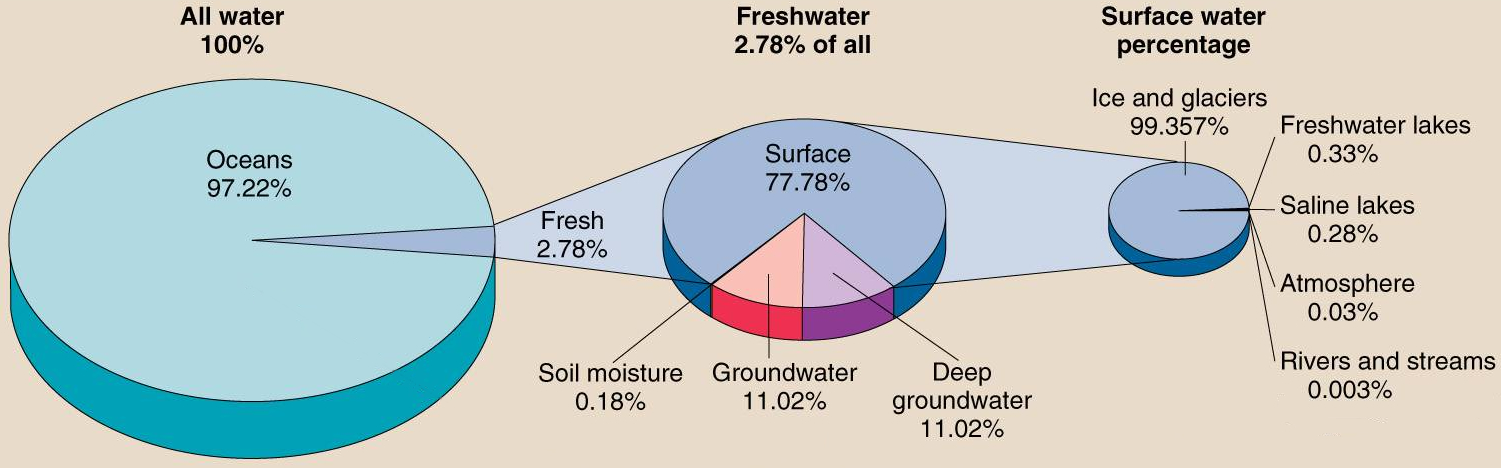 All water
100%
Oceans
97.22%
Fresh
2.78%
Freshwater
2.78% of all
Surface
77.78%
Soil moisture
0.18%
Groundwater
11.02%
Deep
groundwater
11.02%
Surface water
percentage
Ice and glaciers
99.357%
Freshwater lakes
0.33%
Saline lakes
0.28%
Atmosphere
0.03%
Rivers and streams
0.003%